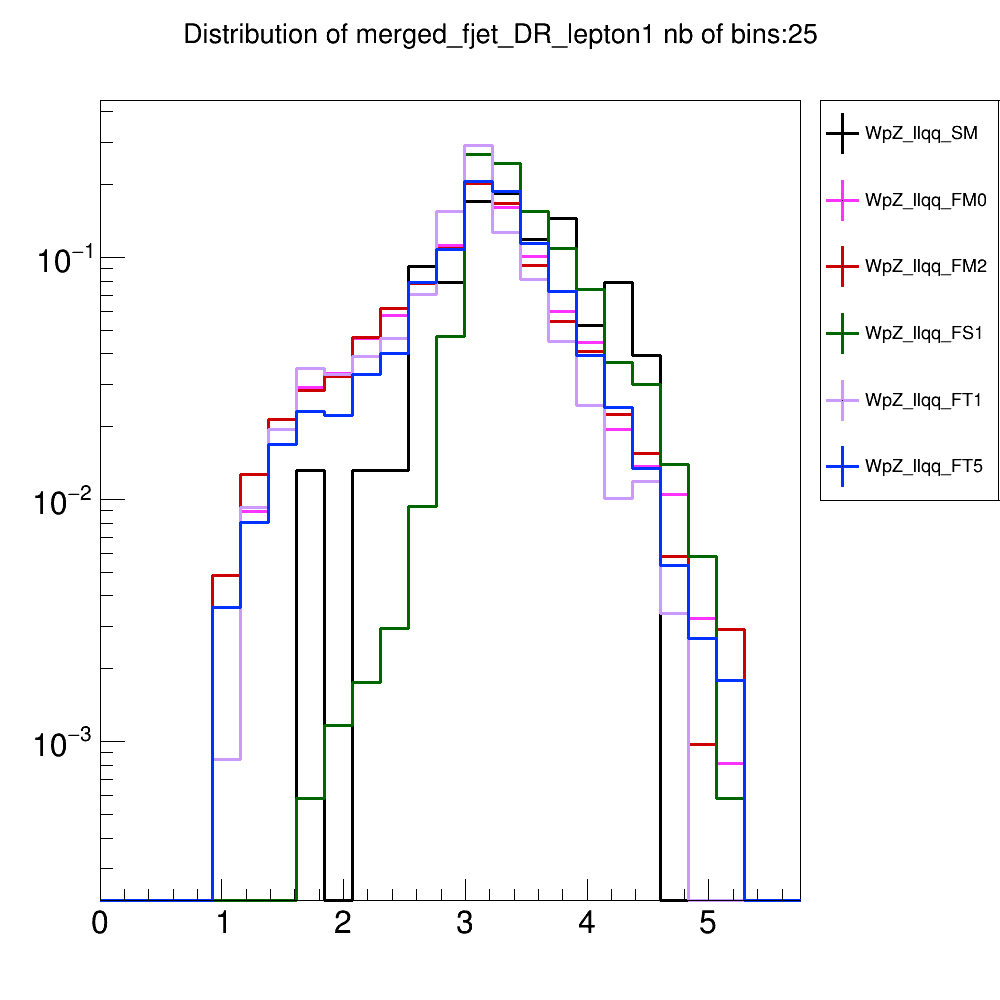 Distribution of merged_fjet_DR_lepton1 nb of bins:25
WpZ_llqq_SM
WpZ_llqq_FM0
WpZ_llqq_FM2
WpZ_llqq_FS1
WpZ_llqq_FT1
WpZ_llqq_FT5
10⁻¹
10⁻²
10⁻³
0 1 2 3 4 5